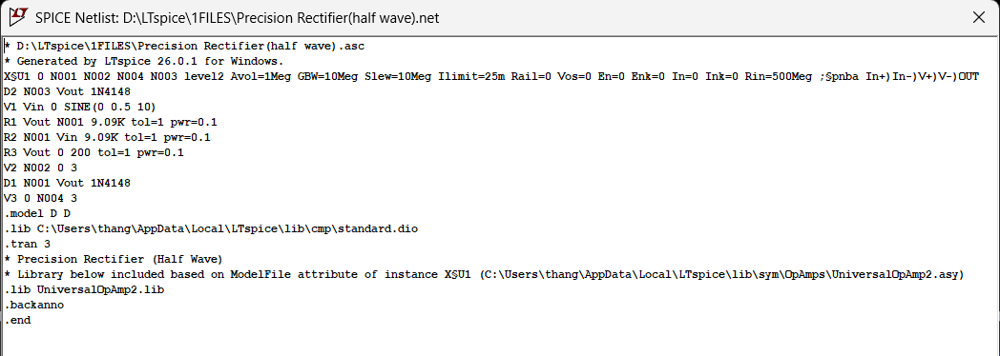 SPICE Netlist: D:\LTspice\1FILES\Precision Rectifier(half wave).net
* D:\LTspice\1FILES\Precision Rectifier(half wave).asc
* Generated by LTspice 26.0.1 for Windows.
X§U1 0 N001 N002 N004 N003 level2 Avol=1Meg GBW=10Meg Slew=10Meg Ilimit=25m Rail=0 Vos=0 En=0 Enk=0 In=0 Ink=0 Rin=500Meg ;§pnba In+)In-)V+)V-)OUT
D2 N003 Vout 1N4148
V1 Vin 0 SINE(0 0.5 10)
R1 Vout N001 9.09K tol=1 pwr=0.1
R2 N001 Vin 9.09K tol=1 pwr=0.1
R3 Vout 0 200 tol=1 pwr=0.1
V2 N002 0 3
D1 N001 Vout 1N4148
V3 0 N004 3
.model D D
.lib C:\Users\thang\AppData\Local\LTspice\lib\cmp\standard.dio
.tran 3
* Precision Rectifier (Half Wave)
* Library below included based on ModelFile attribute of instance X§U1 (C:\Users\thang\AppData\Local\LTspice\lib\sym\OpAmps\UniversalOpAmp2.asy)
.lib UniversalOpAmp2.lib
.backanno
.end